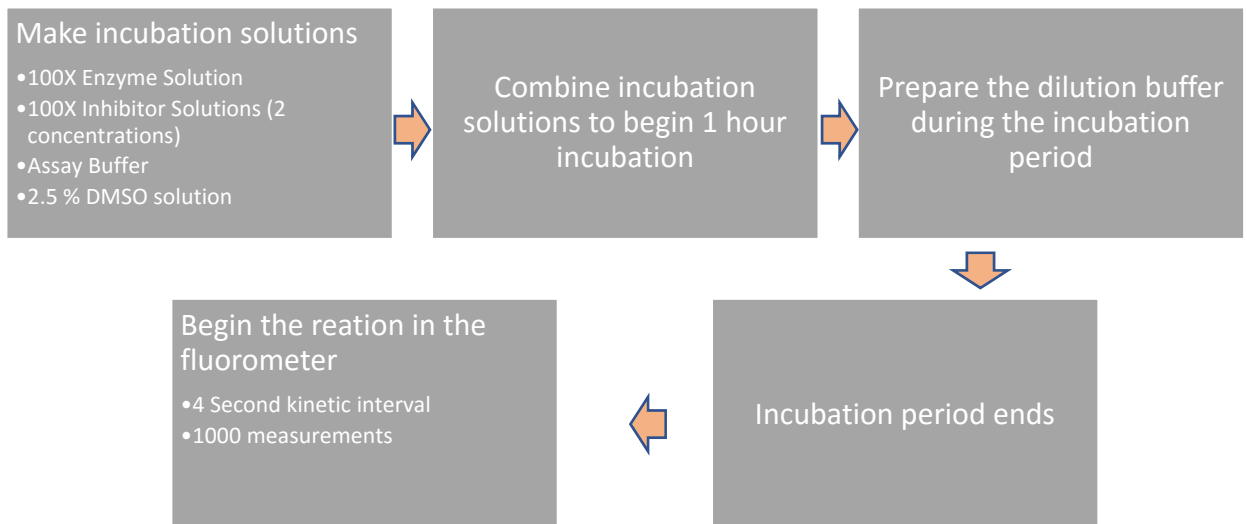 Make incubation solutions
•100X Enzyme Solution
•100X Inhibitor Solutions (2
concentrations)
•Assay Buffer
•2.5 % DMSO solution
Combine incubation
solutions to begin 1 hour
incubation
Prepare the dilution buffer
during the incubation
period
Incubation period ends
Begin the reation in the
fluorometer
•4 Second kinetic interval
•1000 measurements